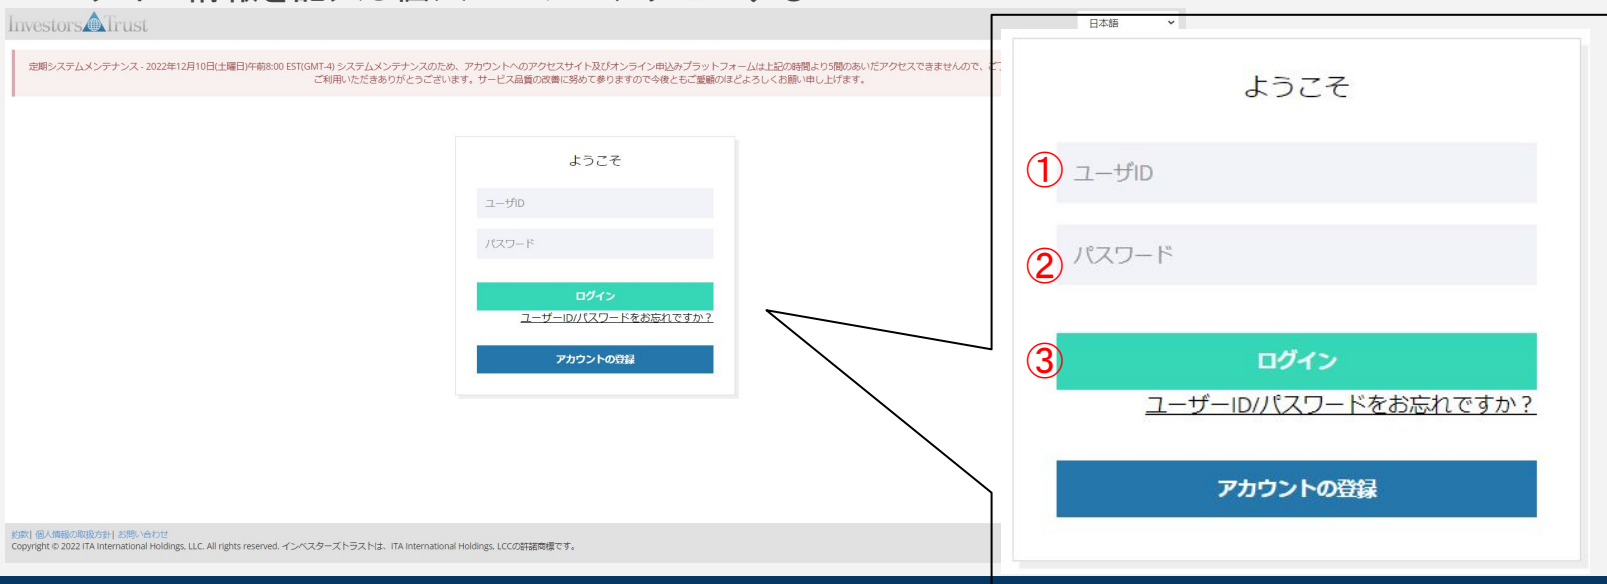 Investors Trust
日本語
定期システムメンテナンス - 2022年12月10日(土曜日)午前8:00 EST(GMT-4) システムメンテナンスのため、アカウントへのアクセスサイト及びオンライン申込みプラットフォームは上記の時間より5間のあいだアクセスできませんので、ご
ご利用いただきありがとうございます。サービス品質の改善に努めて参りますので今後ともご愛顧のほどよろしくお願い申し上げます。
ようこそ
ユーザID
パスワード
ログイン
ユーザーID/パスワードをお忘れですか?
アカウントの登録
ようこそ
① ユーザID
② パスワード
③ ログイン
ユーザーID/パスワードをお忘れですか?
アカウントの登録
約款| 個人情報の取扱方針| お問い合わせ
Copyright © 2022 ITA International Holdings, LLC. All rights reserved. インベスターズトラストは、ITA International Holdings, LCCの許諾商標です。